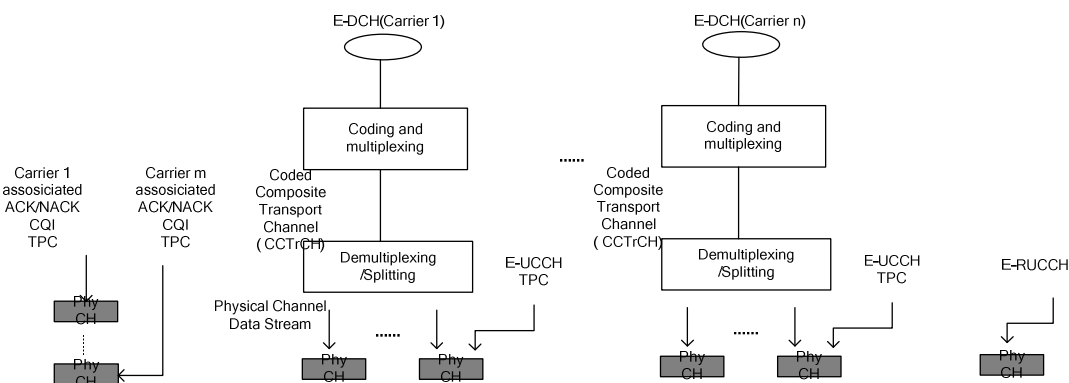 E-DCH(Carrier 1)
E-DCH(Carrier n)
Coding and
multiplexing
Coding and
multiplexing
......
Carrier 1
assosiciated
ACK/NACK
CQI
TPC
Carrier m
assosiciated
ACK/NACK
CQI
TPC
Coded
Composite
Transport
Channel
( CCTrCH)
Coded
Composite
Transport
Channel
( CCTrCH)
Demultiplexing
/Splitting
E-UCCH
TPC
Demultiplexing
/Splitting
E-UCCH
TPC
E-RUCCH
Physical Channel
Data Stream
......
......
Phy
CH
Phy
CH
Phy
CH
Phy
CH
Phy
CH
Phy
CH
Phy
CH